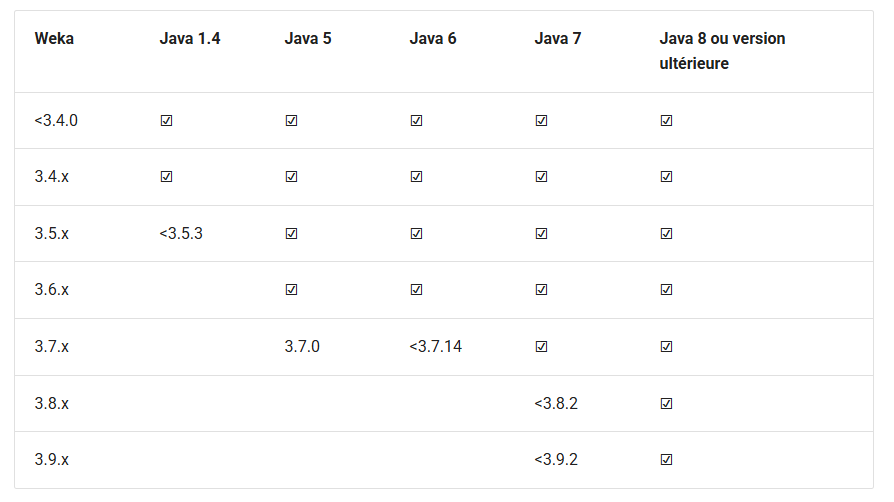 Weka Java 1.4 Java 5 Java 6 Java 7 Java 8 ou version
ultérieure
<3.4.0 ☑ ☑ ☑ ☑ ☑
3.4.x ☑ ☑ ☑ ☑ ☑
3.5.x <3.5.3 ☑ ☑ ☑ ☑
3.6.x ☑ ☑ ☑ ☑
3.7.x 3.7.0 <3.7.14 ☑ ☑
3.8.x <3.8.2 ☑
3.9.x <3.9.2 ☑